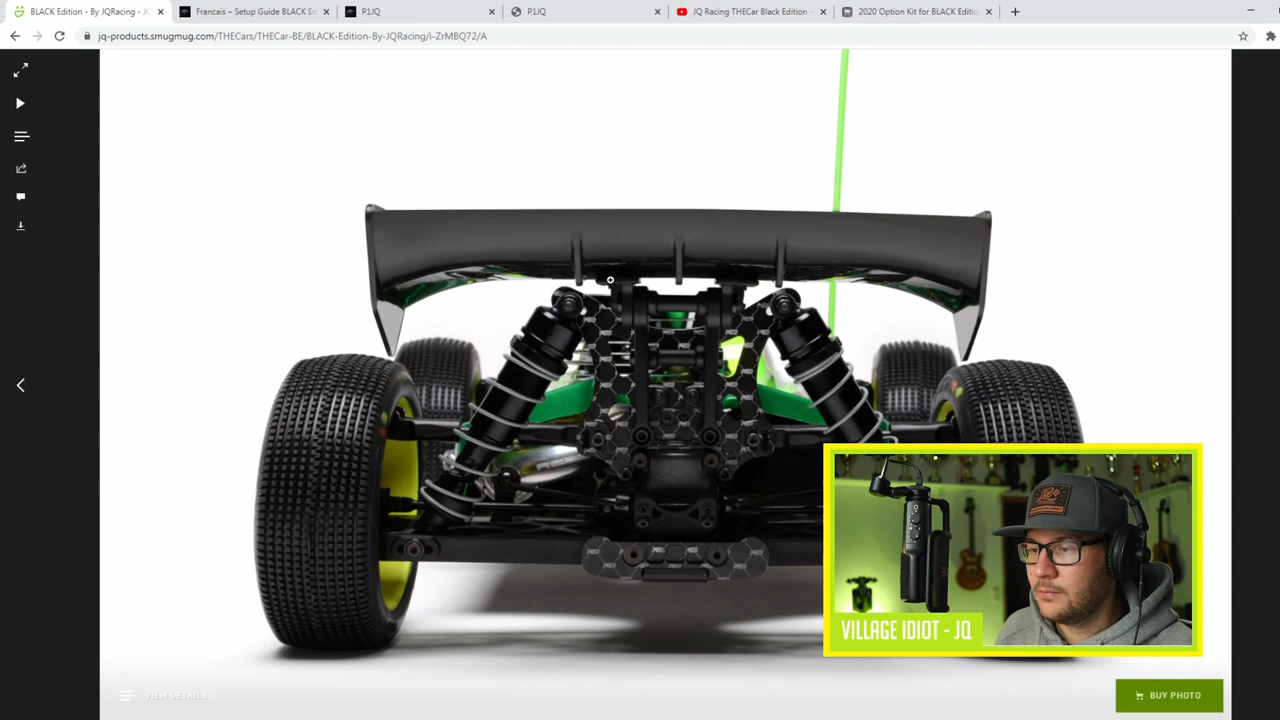 BLACK Edition - By JQRacing - JQ
Francais – Setup Guide BLACK Ed
P1JQ
P1JQ
JQ Racing THECar Black Edition -
2020 Option Kit for BLACK Editio
jq-products.smugmug.com/THECars/THECar-BE/BLACK-Edition-By-JQRacing/i-ZrMBQ72/A
VILLAGE IDIOT - JQ
VIEW DETAILS
BUY PHOTO